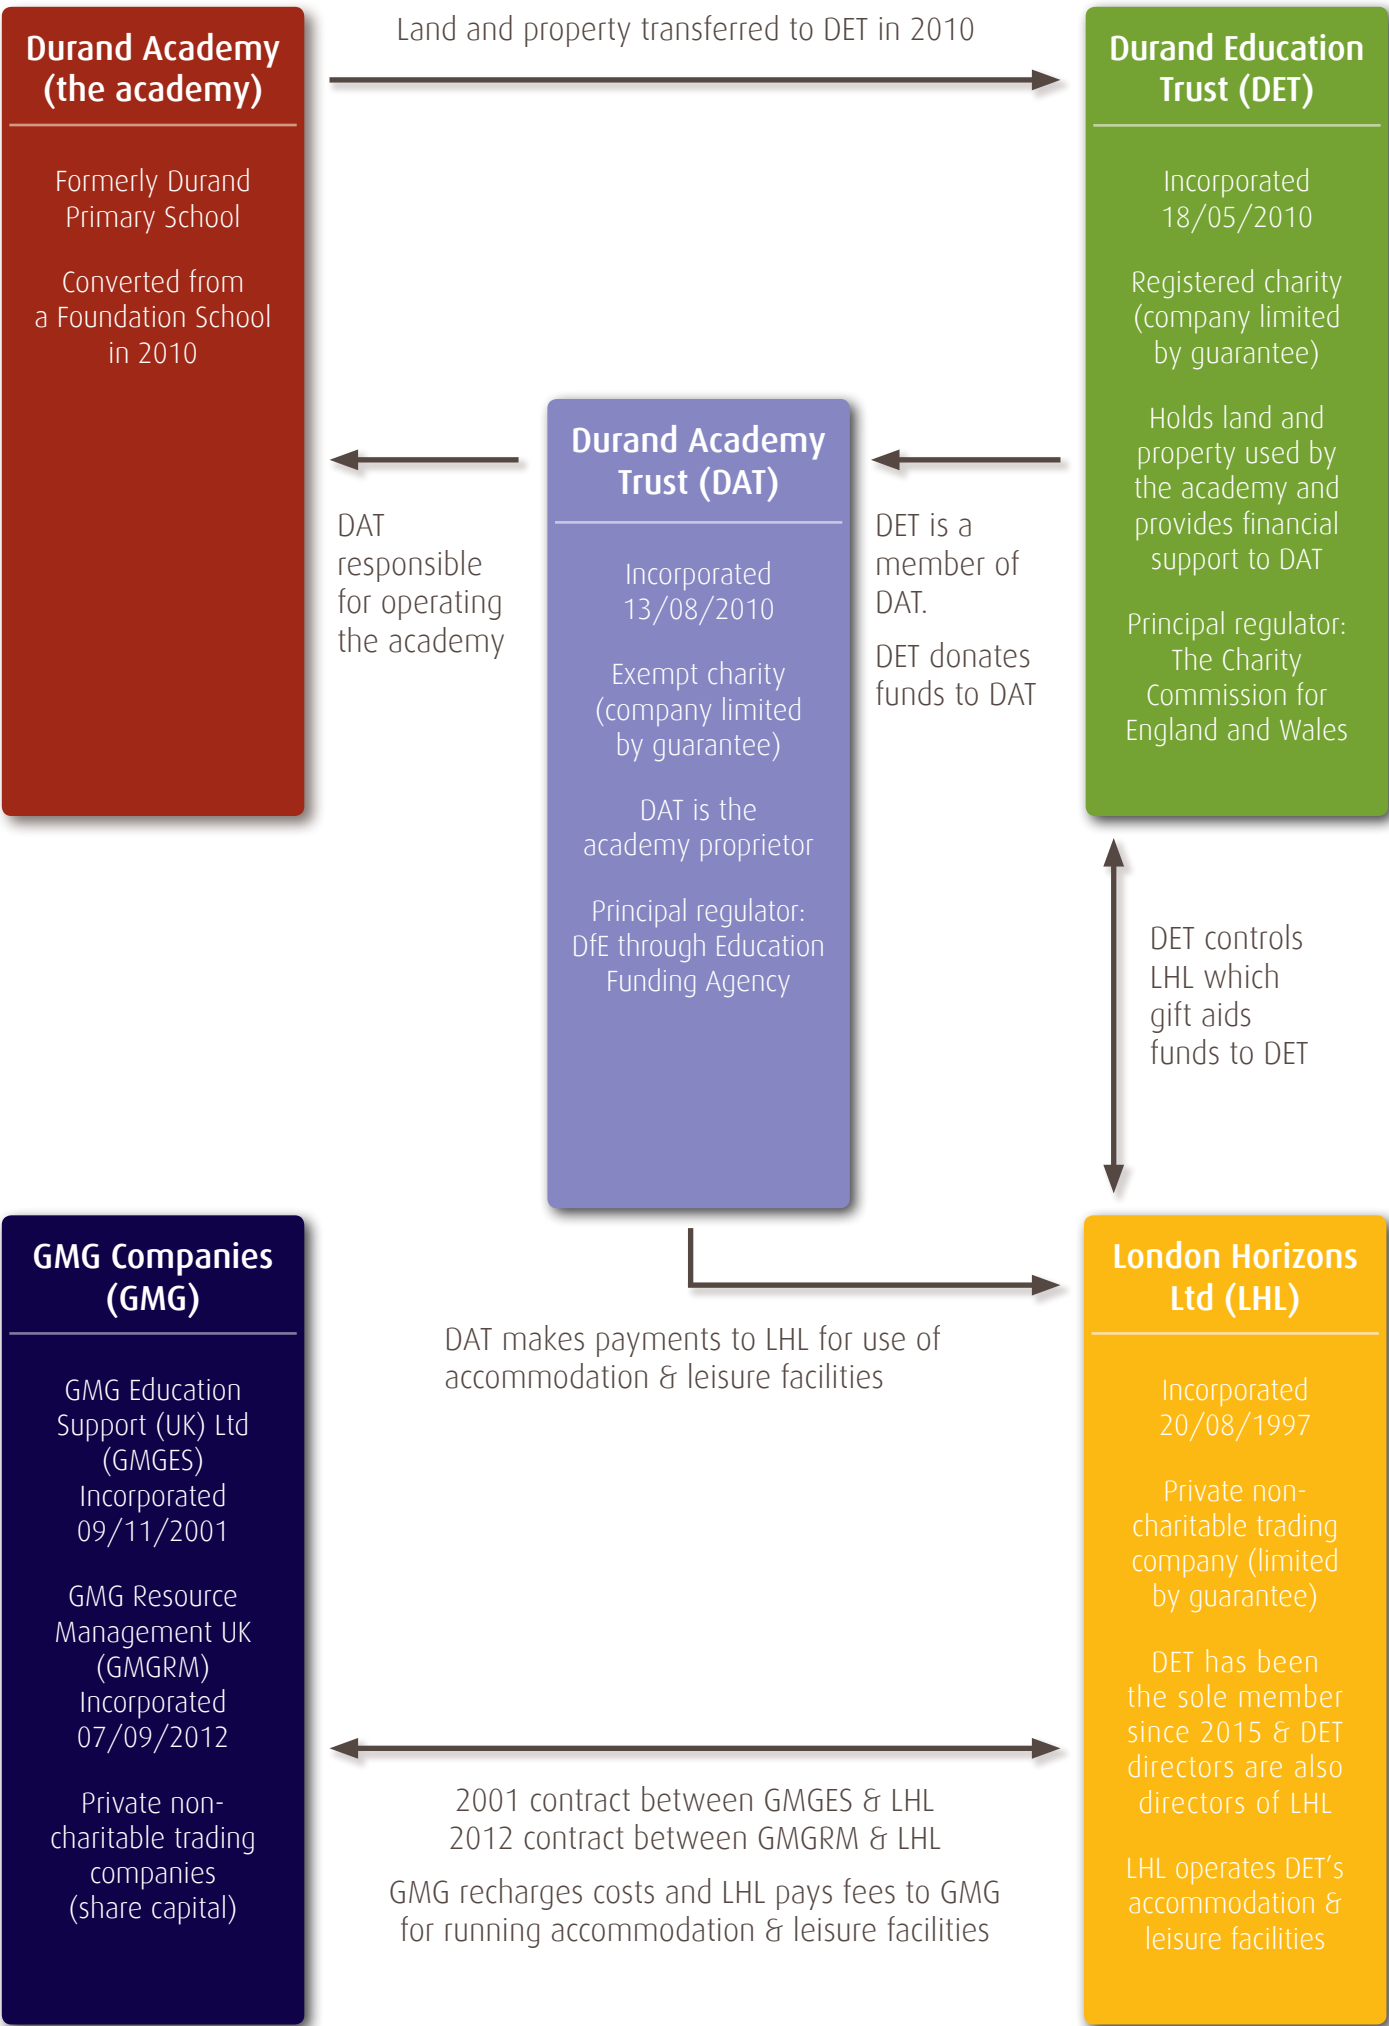 Durand Academy
(the academy)
Formerly Durand
Primary School
Converted from
a Foundation School
in 2010
Land and property transferred to DET in 2010
Durand Education
Trust (DET)
Incorporated
18/05/2010
Registered charity
(company limited
by guarantee)
Holds land and
property used by
the academy and
provides financial
support to DAT
Principal regulator:
The Charity
Commission for
England and Wales
DAT
responsible
for operating
the academy
Durand Academy
Trust (DAT)
Incorporated
13/08/2010
Exempt charity
(company limited
by guarantee)
DAT is the
academy proprietor
Principal regulator:
DfE through Education
Funding Agency
DET is a
member of
DAT.
DET donates
funds to DAT
DET controls
LHL which
gift aids
funds to DET
DAT makes payments to LHL for use of
accommodation & leisure facilities
GMG Companies
(GMG)
GMG Education
Support (UK) Ltd
(GMGES)
Incorporated
09/11/2001
GMG Resource
Management UK
(GMGRM)
Incorporated
07/09/2012
Private non-
charitable trading
companies
(share capital)
2001 contract between GMGES & LHL
2012 contract between GMGRM & LHL
GMG recharges costs and LHL pays fees to GMG
for running accommodation & leisure facilities
London Horizons
Ltd (LHL)
Incorporated
20/08/1997
Private non-
charitable trading
company (limited
by guarantee)
DET has been
the sole member
since 2015 & DET
directors are also
directors of LHL
LHL operates DET's
accommodation &
leisure facilities